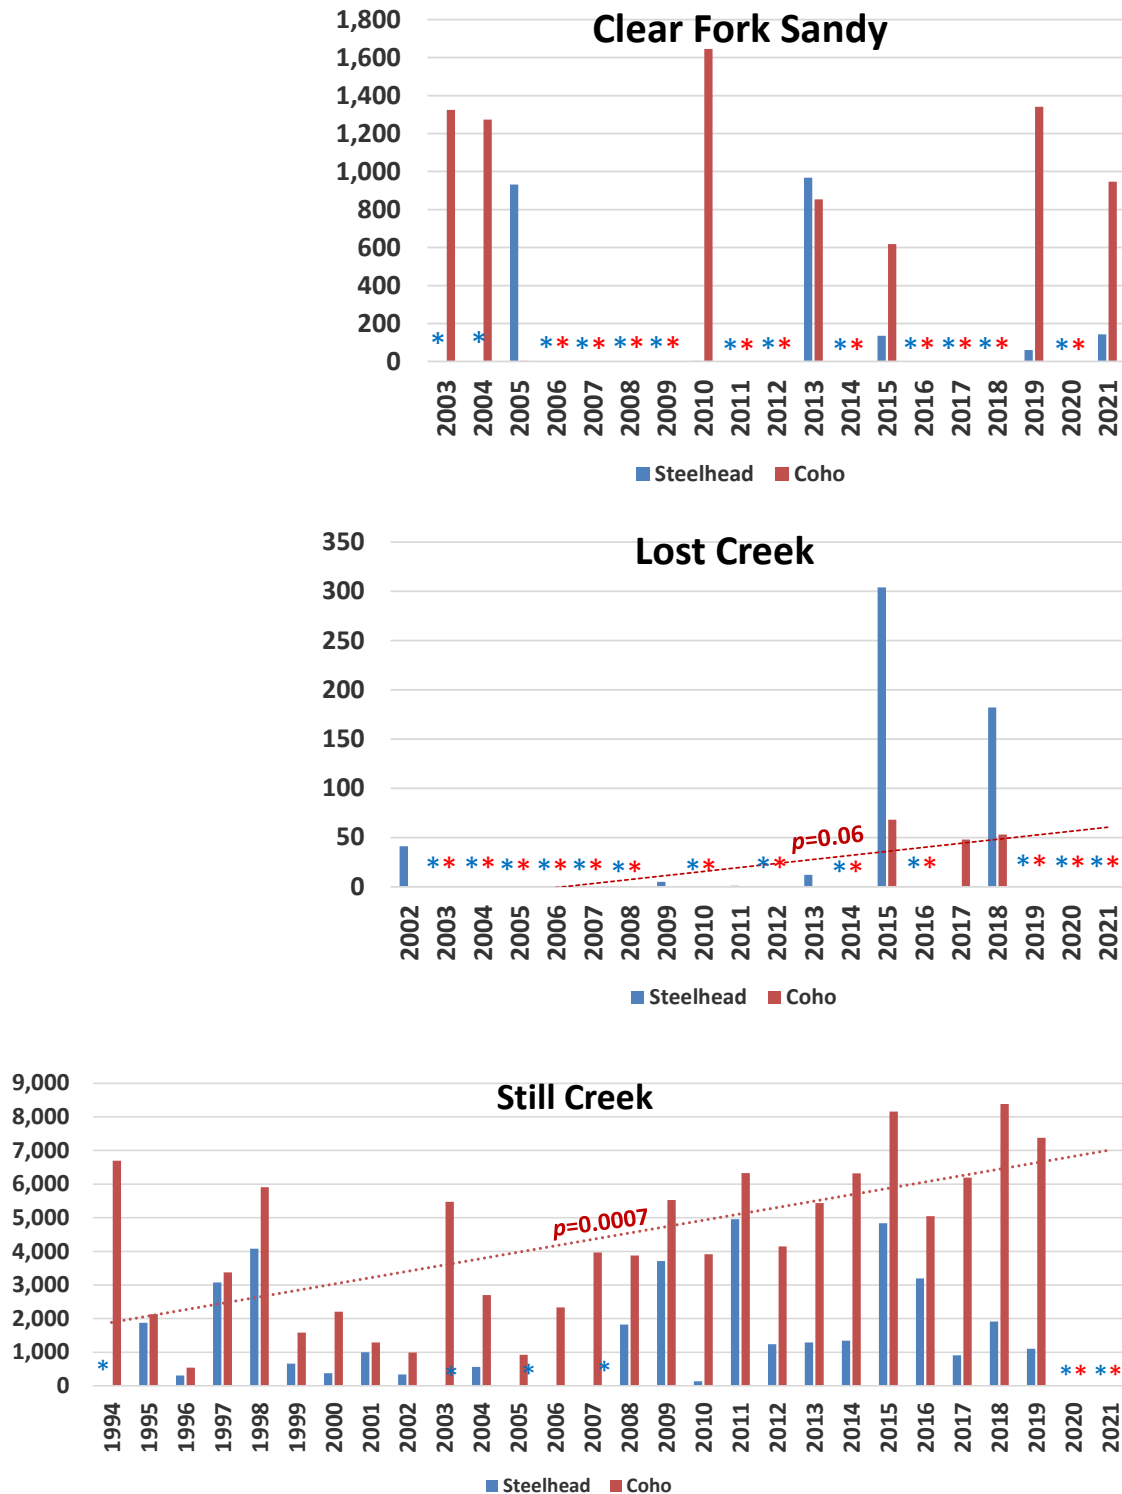 Clear Fork Sandy
1,800
1,600
1,400
1,200
1,000
800
600
400
200
0
* * ** ** ** ** ** ** ** ** ** ** **
2003 2004 2005 2006 2007 2008 2009 2010 2011 2012 2013 2014 2015 2016 2017 2018 2019 2020 2021
Steelhead Coho
Lost Creek
350
300
250
200
150
100
50
0
p=0.06
** ** ** ** ** ** ** ** ** ** ** ** **
2002 2003 2004 2005 2006 2007 2008 2009 2010 2011 2012 2013 2014 2015 2016 2017 2018 2019 2020 2021
Steelhead Coho
Still Creek
9,000
8,000
7,000
6,000
5,000
4,000
3,000
2,000
1,000
0
p=0.0007
* * * * ** **
1994 1995 1996 1997 1998 1999 2000 2001 2002 2003 2004 2005 2006 2007 2008 2009 2010 2011 2012 2013 2014 2015 2016 2017 2018 2019 2020 2021
Steelhead Coho